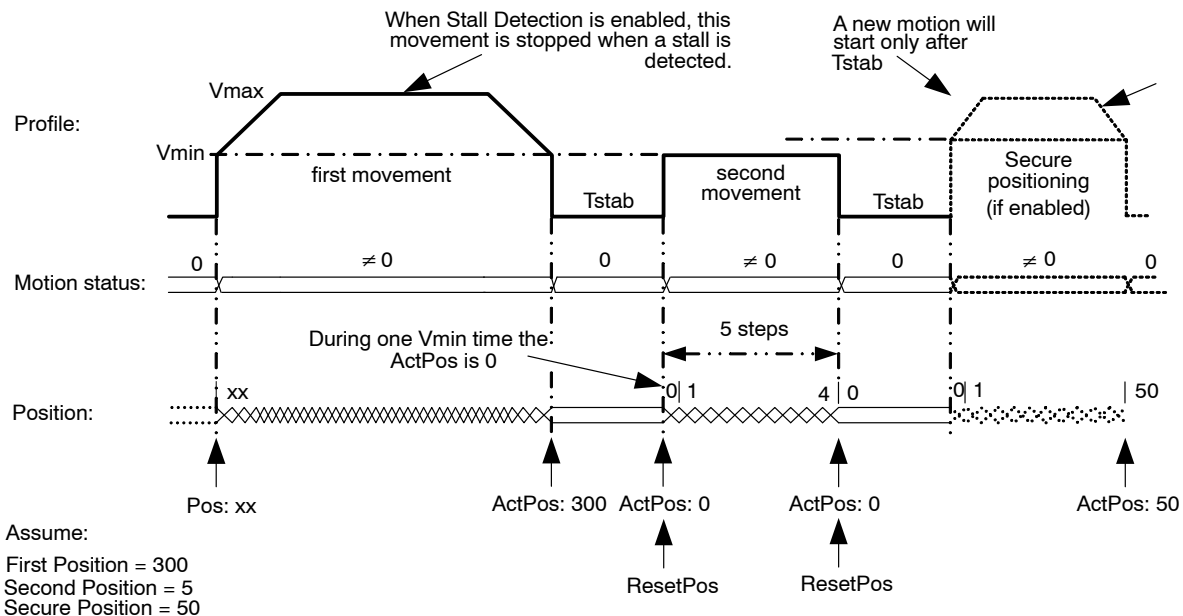 When Stall Detection is enabled, this
movement is stopped when a stall is
detected.
A new motion will
start only after
Tstab
Profile:
Vmax
Vmin
first movement
Tstab
second
movement
Tstab
Secure
positioning
(if enabled)
Motion status:
0
≠ 0
0
≠ 0
0
≠ 0
0
During one Vmin time the
ActPos is 0
5 steps
Position:
xx
0 1
4 0
0 1
50
Pos: xx
ActPos: 300
ActPos: 0
ActPos: 0
ActPos: 50
ResetPos
ResetPos
Assume:
First Position = 300
Second Position = 5
Secure Position = 50